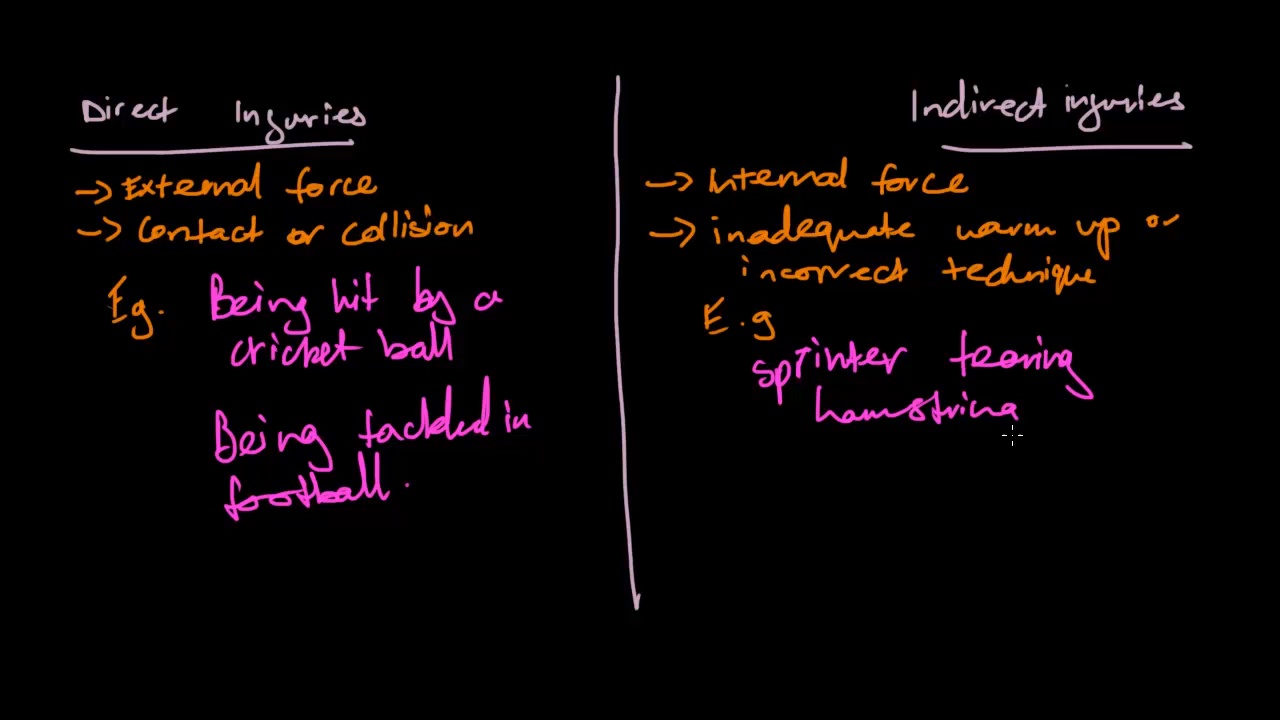 Direct Injuries
→ External force
→ Contact or collision
Eg. Being hit by a
cricket ball
Being tackled in
football.
Indirect injuries
→ Internal force
→ inadequate warm up or
incorrect technique
E.g
sprinter tearing
hamstring